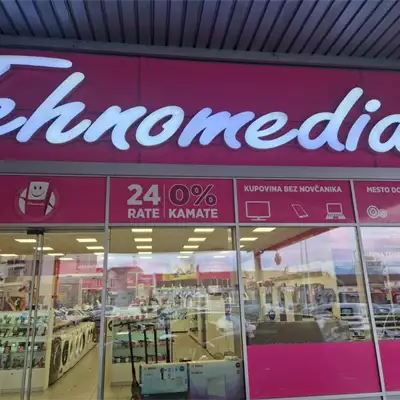 Tehnomedia
24 RATE
0% KAMATE
KUPOVINA BEZ NOVČANIKA
MESTO DO